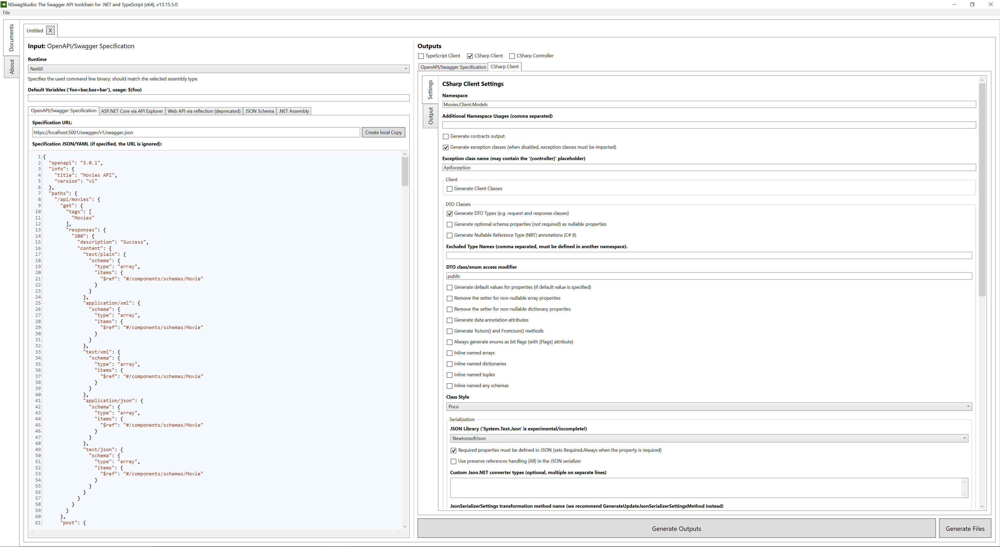 NSwagStudio: The Swagger API toolchain for .NET and TypeScript (x64), v13.15.5.0
File
Documents
About
Untitled X
Input: OpenAPI/Swagger Specification
Runtime
Net60
Specifies the used command line binary; should match the selected assembly type.
Default Variables ('foo=bar,baz=bar'), usage: $(foo)
OpenAPI/Swagger Specification ASP.NET Core via API Explorer Web API via reflection (deprecated) JSON Schema .NET Assembly
Specification URL:
https://localhost:5001/swagger/v1/swagger.json Create local Copy
Specification JSON/YAML (if specified, the URL is ignored):
1 {
2 "openapi": "3.0.1",
3 "info": {
4 "title": "Movies API",
5 "version": "v1"
6 },
7 "paths": {
8 "/api/movies": {
9 "get": {
10 "tags": [
11 "Movies"
12 ],
13 "responses": {
14 "200": {
15 "description": "Success",
16 "content": {
17 "text/plain": {
18 "schema": {
19 "type": "array",
20 "items": {
21 "$ref": "#/components/schemas/Movie"
22 }
23 }
24 },
25 "application/xml": {
26 "schema": {
27 "type": "array",
28 "items": {
29 "$ref": "#/components/schemas/Movie"
30 }
31 }
32 },
33 "text/xml": {
34 "schema": {
35 "type": "array",
36 "items": {
37 "$ref": "#/components/schemas/Movie"
38 }
39 }
40 },
41 "application/json": {
42 "schema": {
43 "type": "array",
44 "items": {
45 "$ref": "#/components/schemas/Movie"
46 }
47 }
48 },
49 "text/json": {
50 "schema": {
51 "type": "array",
52 "items": {
53 "$ref": "#/components/schemas/Movie"
54 }
55 }
56 }
57 }
58 }
59 }
60 },
61 "post": {
Outputs
TypeScript Client CSharp Client CSharp Controller
OpenAPI/Swagger Specification CSharp Client
Settings
Output
CSharp Client Settings
Namespace
Movies.Client.Models
Additional Namespace Usages (comma separated)
Generate contracts output
Generate exception classes (when disabled, exception classes must be imported)
Exception class name (may contain the '{controller}' placeholder)
ApiException
Client
Generate Client Classes
DTO Classes
Generate DTO Types (e.g. request and response classes)
Generate optional schema properties (not required) as nullable properties
Generate Nullable Reference Type (NRT) annotations (C# 8)
Excluded Type Names (comma separated, must be defined in another namespace).
DTO class/enum access modifier
public
Generate default values for properties (if default value is specified)
Remove the setter for non-nullable array properties
Remove the setter for non-nullable dictionary properties
Generate data annotation attributes
Generate ToJson() and FromJson() methods
Always generate enums as bit flags (with [Flags] attribute)
Inline named arrays
Inline named dictionaries
Inline named tuples
Inline named any schemas
Class Style
Poco
Serialization
JSON Library ('System.Text.Json' is experimental/incomplete!)
NewtonsoftJson
Required properties must be defined in JSON (sets Required.Always when the property is required)
Use preserve references handling (All) in the JSON serializer
Custom Json.NET converter types (optional, multiple on separate lines)
JsonSerializerSettings transformation method name (we recommend GenerateUpdateJsonSerializerSettingsMethod instead)
Generate Outputs Generate Files